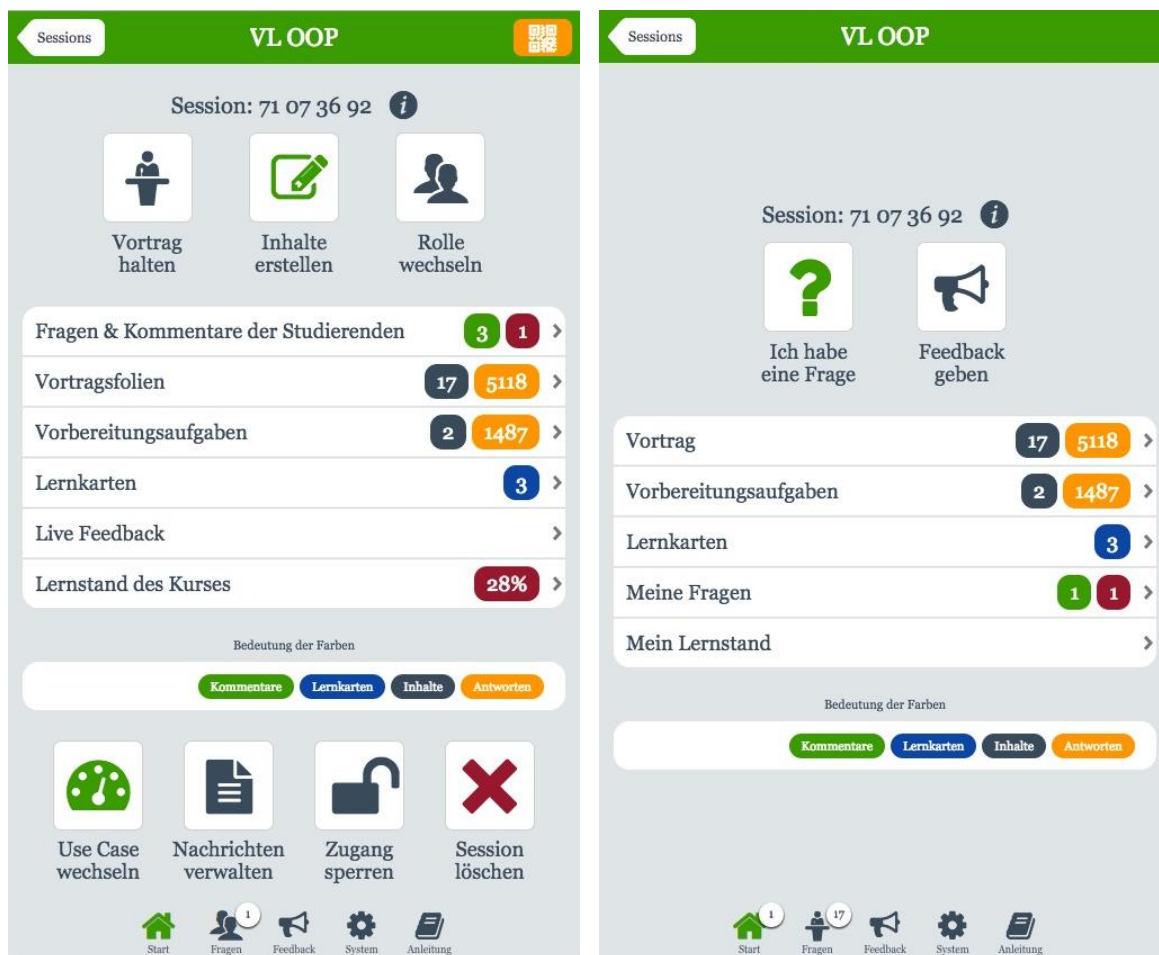 Sessions
VL OOP
Session: 71 07 36 92 i
Vortrag
halten
Inhalte
erstellen
Rolle
wechseln
Fragen & Kommentare der Studierenden 3 1 >
Vortragsfolien 17 5118 >
Vorbereitungsaufgaben 2 1487 >
Lernkarten 3 >
Live Feedback >
Lernstand des Kurses 28% >
Bedeutung der Farben
Kommentare Lernkarten Inhalte Antworten
Use Case
wechseln
Nachrichten
verwalten
Zugang
sperren
Session
löschen
1
Start Fragen Feedback System Anleitung
Sessions
VL OOP
Session: 71 07 36 92 i
?
Ich habe
eine Frage
Feedback
geben
Vortrag 17 5118 >
Vorbereitungsaufgaben 2 1487 >
Lernkarten 3 >
Meine Fragen 1 1 >
Mein Lernstand >
Bedeutung der Farben
Kommentare Lernkarten Inhalte Antworten
1 17
Start Fragen Feedback System Anleitung